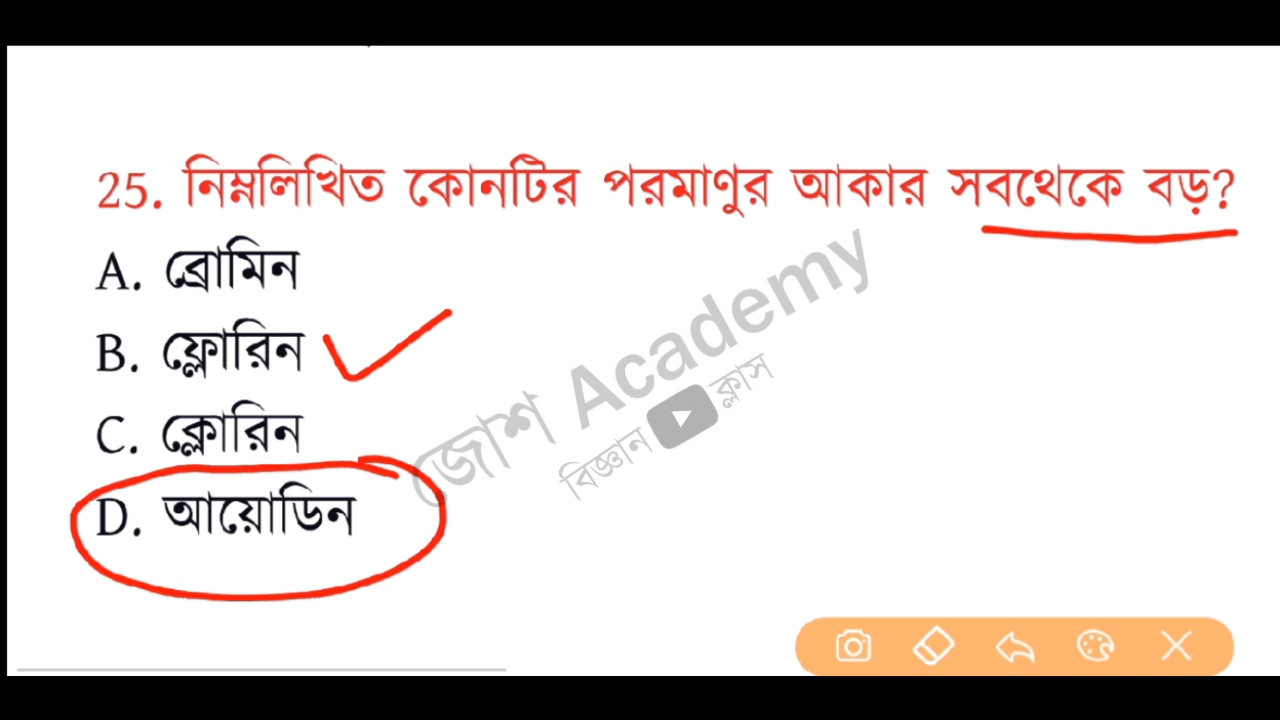 25. নিম্নলিখিত কোনটির পরমাণুর আকার সবথেকে বড়?
A. ব্রোমিন
B. ফ্লোরিন
C. ক্লোরিন
D. আয়োডিন
জোশ Academy
বিজ্ঞান ক্লাস